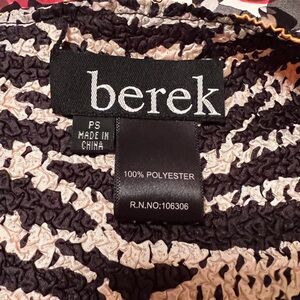 berek
PS
MADE IN
CHINA
100% POLYESTER
R.N.NO:106306